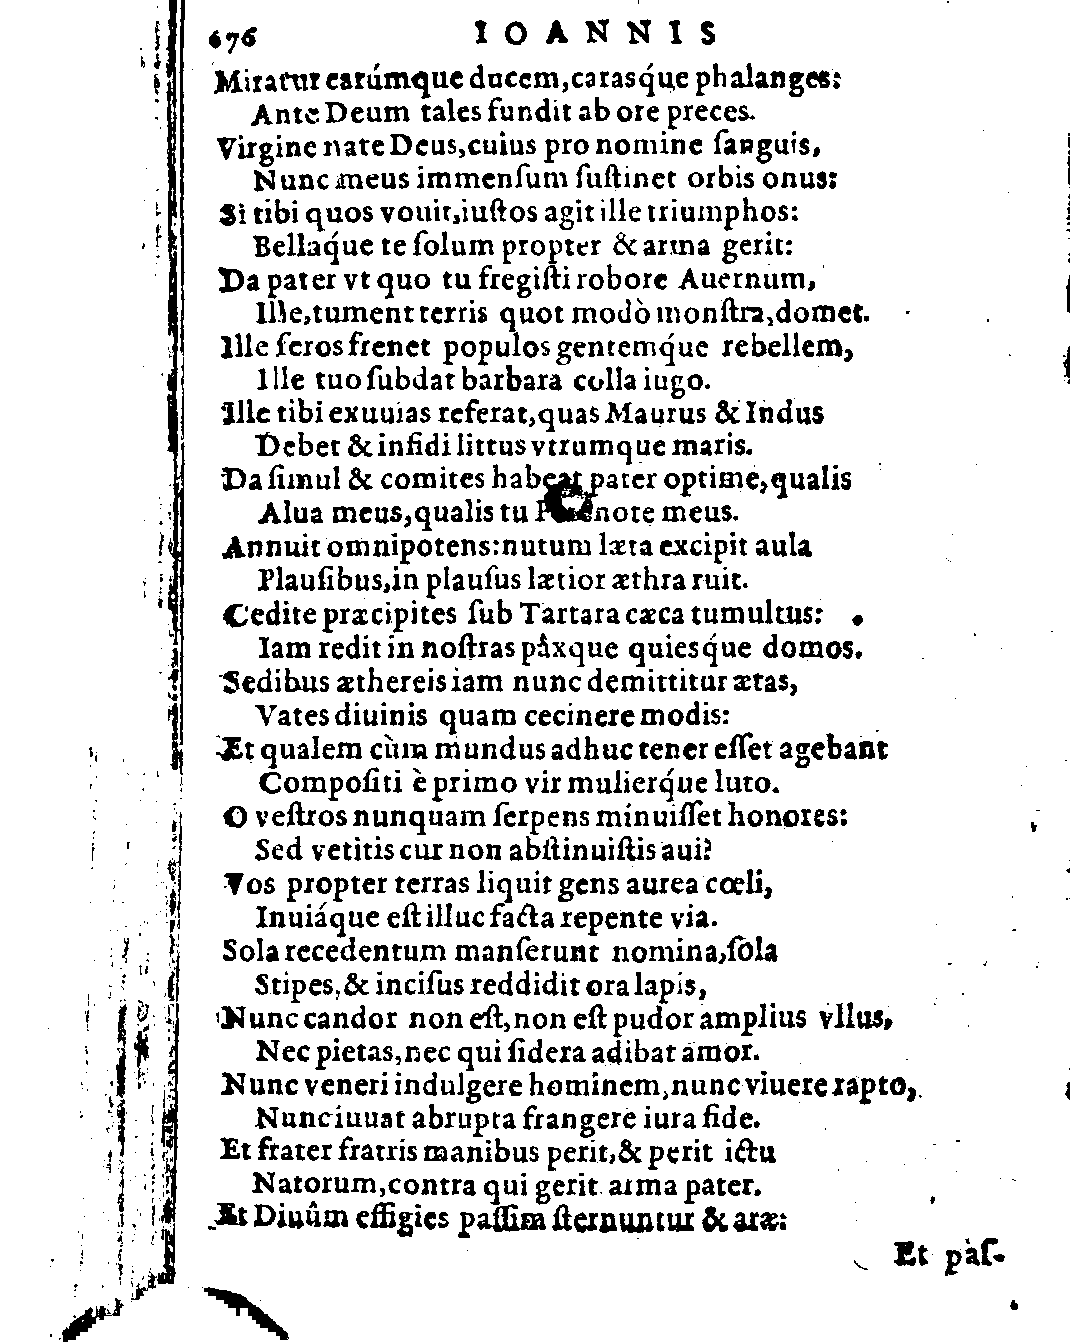 676 IOANNIS
Miratur earúmque ducem,carasq́ue phalanges:
Ante Deum tales fundit ab ore preces.
Virgine nate Deus,cuius pro nomine ſanguis,
Nunc meus immenſum ſuſtinet orbis onus:
Si tibi quos vouit,iuſtos agit ille triumphos:
Bellaq́ue te ſolum propter & arma gerit:
Da pater vt quo tu fregiſti robore Auernum,
Ille,tument terris quot modò monſtra,domet.
Ille feros frenet populos gentemq́ue rebellem,
Ille tuo ſubdat barbara colla iugo.
Ille tibi exuuias referat,quas Maurus & Indus
Debet & infidi littus vtrumque maris.
Da ſimul & comites habeat pater optime,qualis
Alua meus,qualis tu note meus.
Annuit omnipotens:nutum læta excipit aula
Plauſibus,in plauſus lætior æthra ruit.
Cedite præcipites ſub Tartara cæca tumultus:
Iam redit in noſtras páxque quiesq́ue domos.
Sedibus æthereis iam nunc demittitur ætas,
Vates diuinis quam cecinere modis:
Et qualem cùm mundus adhuc tener eſſet agebant
Compoſiti è primo vir mulierq́ue luto.
O veſtros nunquam ſerpens minuiſſet honores:
Sed vetitis cur non abſtinuiſtis aui?
Vos propter terras liquit gens aurea cœli,
Inuiáque eſt illuc facta repente via.
Sola recedentum manſerunt nomina,ſola
Stipes,& inciſus reddidit ora lapis,
Nunc candor non eſt,non eſt pudor amplius vllus,
Nec pietas,nec qui ſidera adibat amor.
Nunc veneri indulgere hominem,nunc viuere rapto,
Nunc iuuat abrupta frangere iura fide.
Et frater fratris manibus perit,& perit ictu
Natorum,contra qui gerit arma pater.
Et Diuûm effigies paſſim ſternuntur & aræ:
Et paſ-